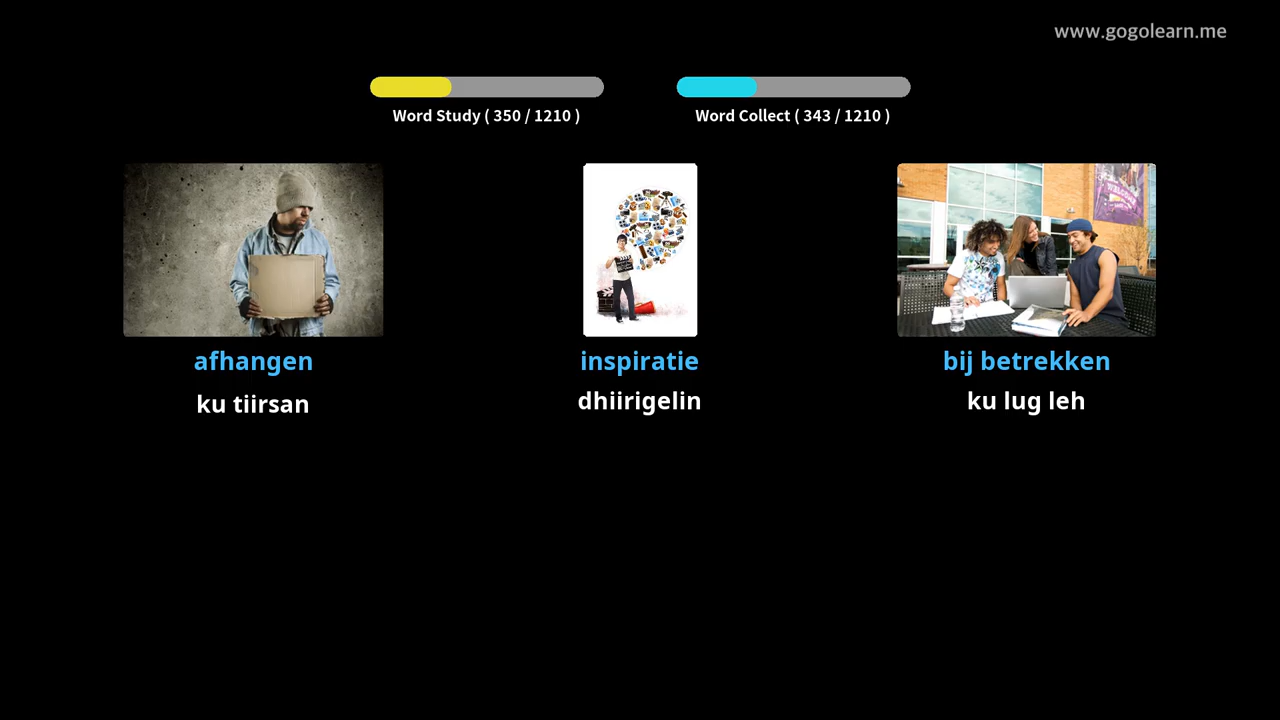 www.gogolearn.me
Word Study ( 350 / 1210 )
Word Collect ( 343 / 1210 )
WELCOME
afhangen
inspiratie
bij betrekken
ku tiirsan
dhiirigelin
ku lug leh